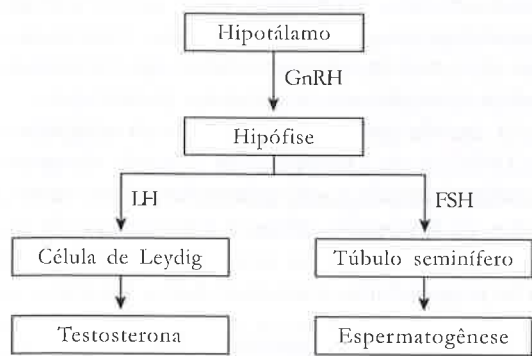 Hipotálamo
GnRH
Hipófise
LH
FSH
Célula de Leydig
Túbulo seminífero
Testosterona
Espermatogênese